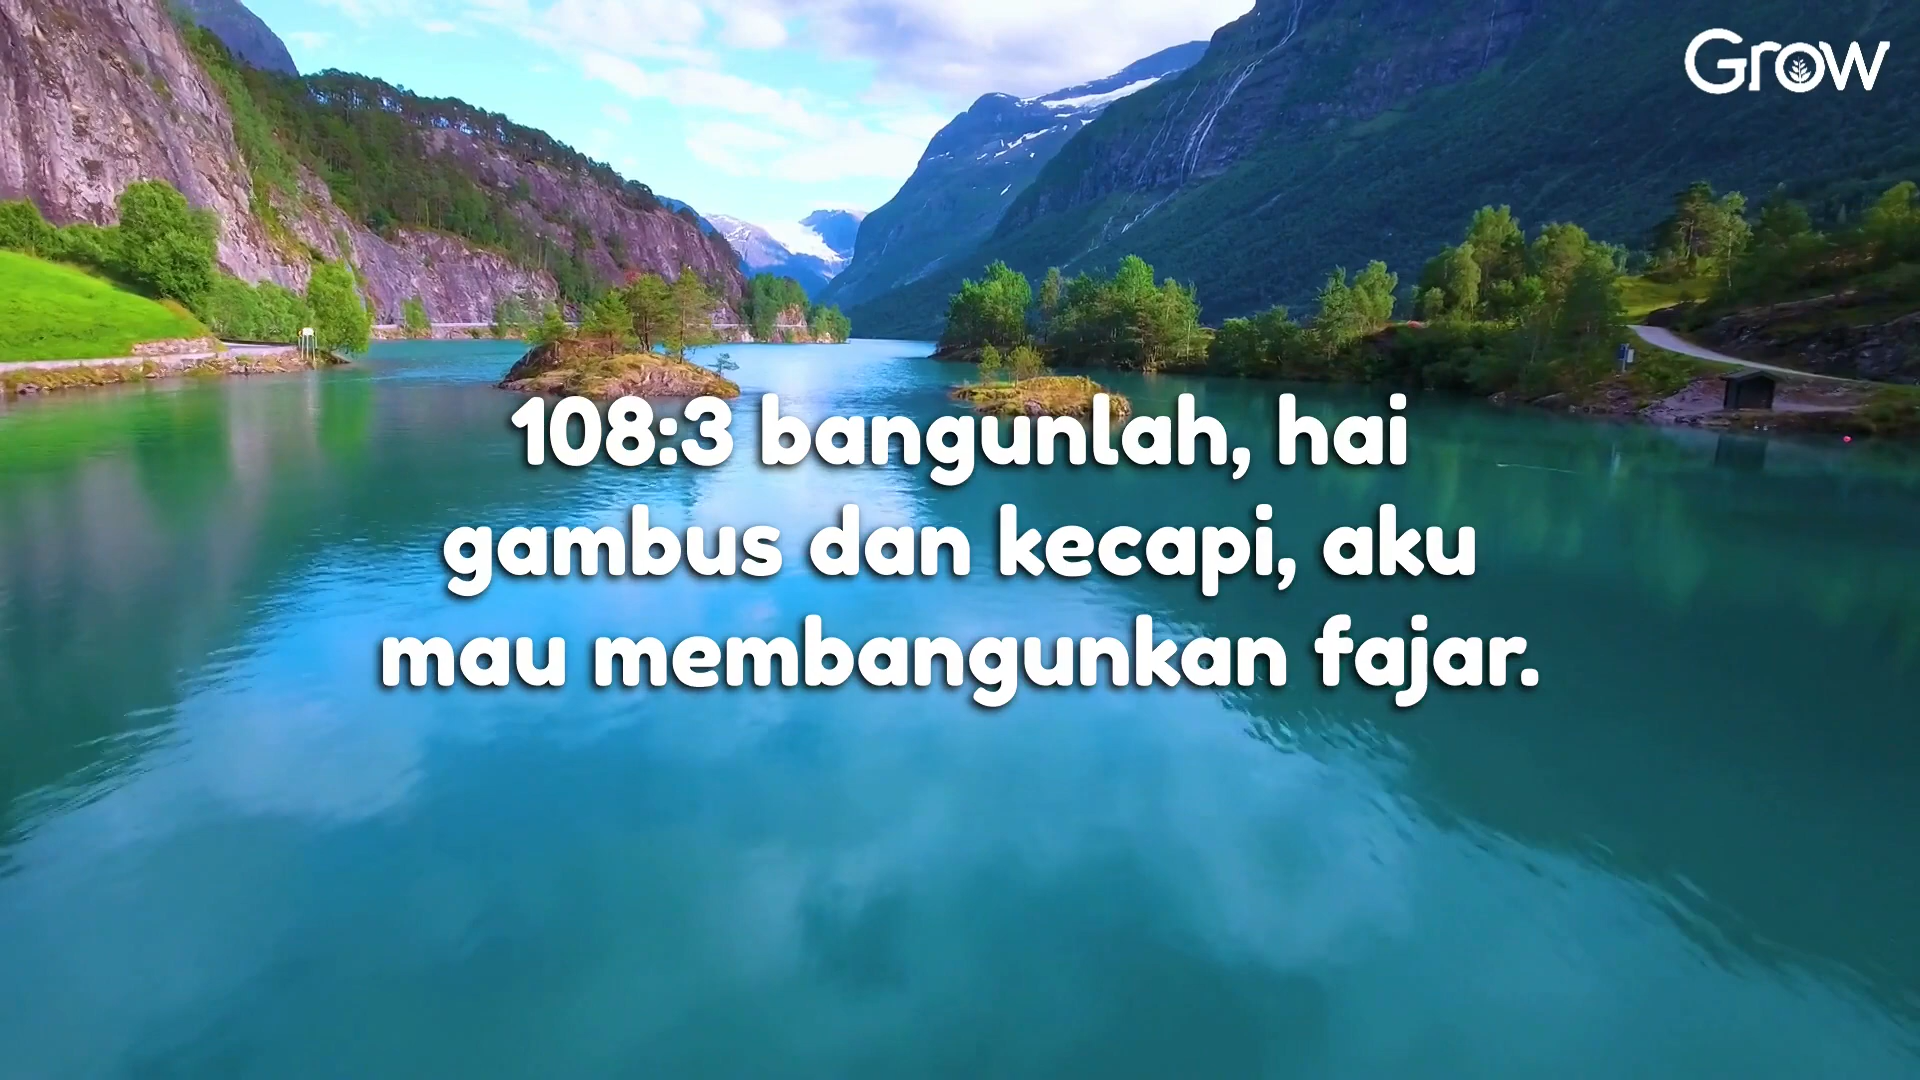 Grow
108:3 bangunlah, hai
gambus dan kecapi, aku
mau membangunkan fajar.